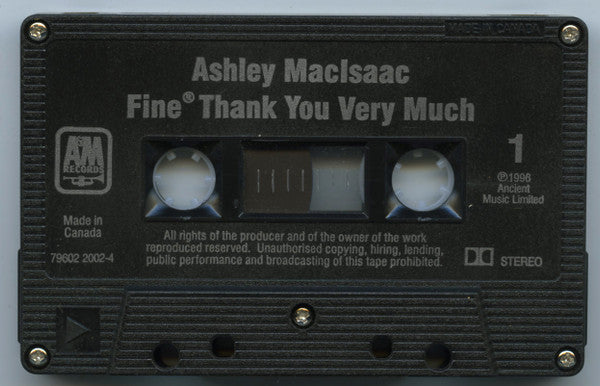 MADE IN CANADA
Ashley MacIsaac
Fine® Thank You Very Much
A&M
RECORDS
1
℗1998
Ancient
Music Limited
Made in
Canada
79602 2002-4
All rights of the producer and of the owner of the work
reproduced reserved. Unauthorised copying, hiring, lending,
public performance and broadcasting of this tape prohibited.
STEREO